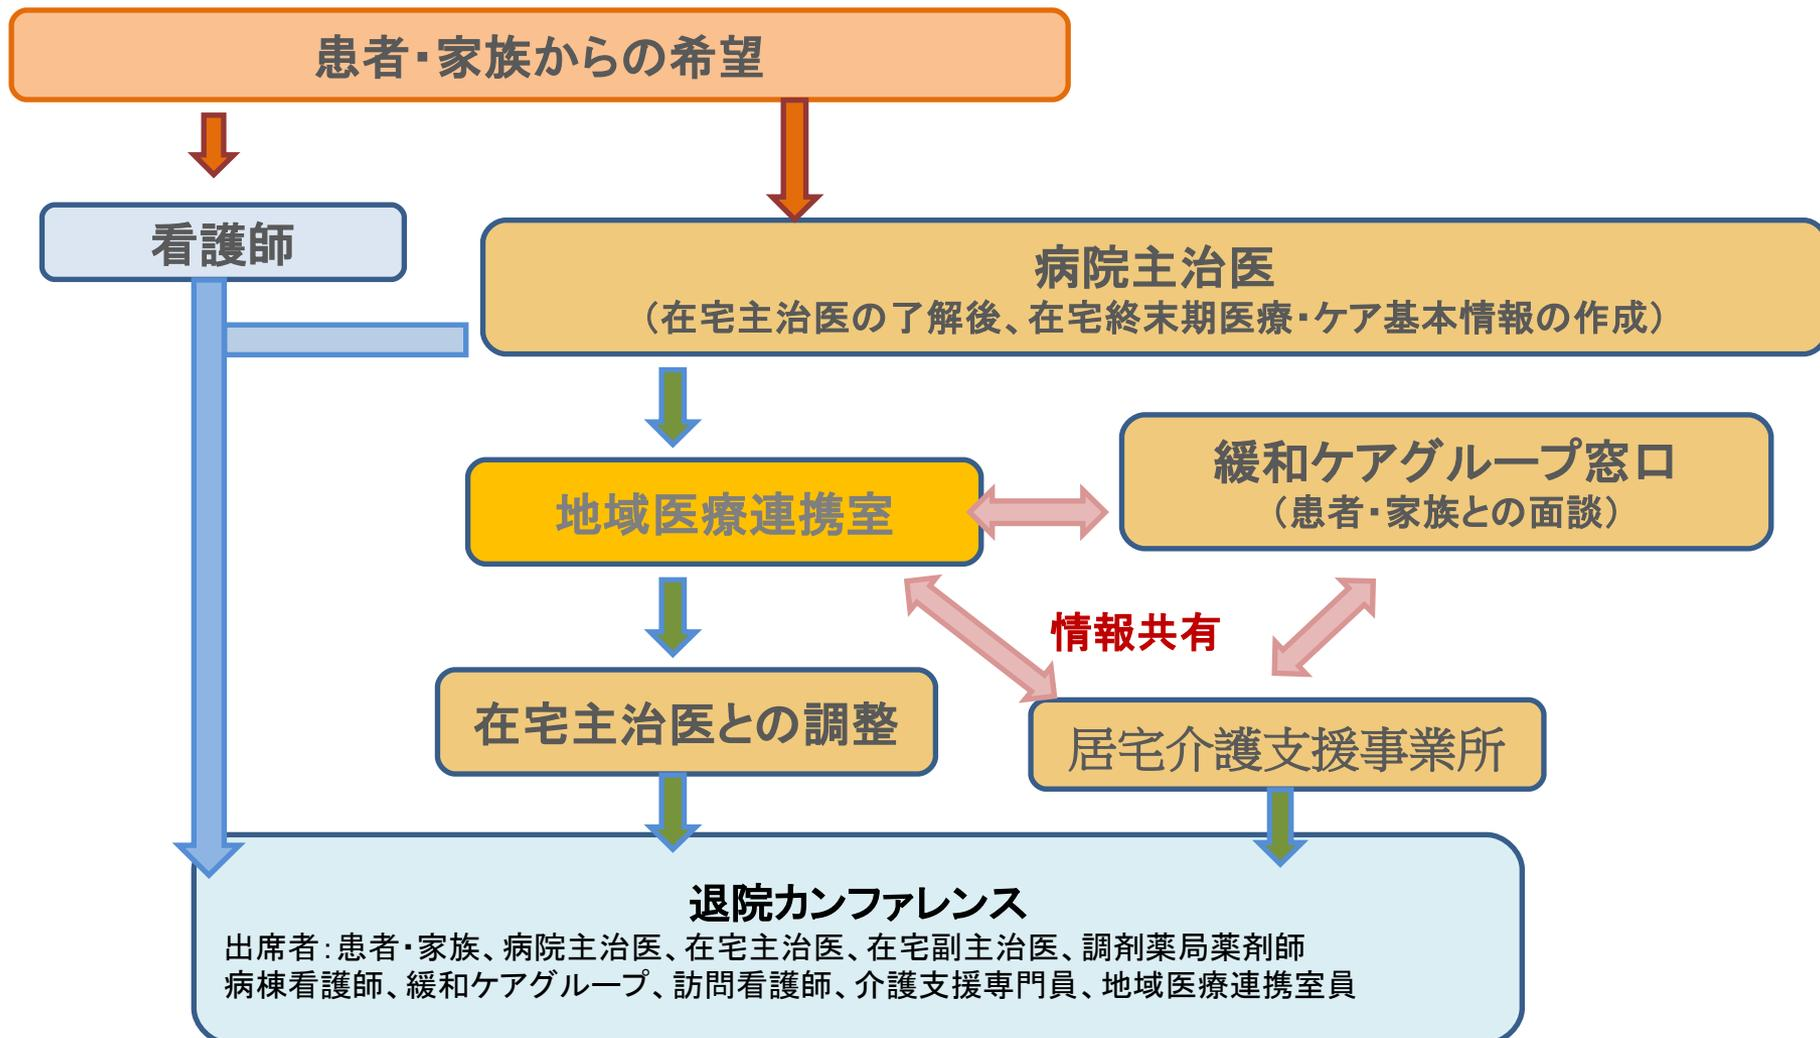 患者・家族からの希望
看護師
病院主治医
（在宅主治医の了解後、在宅終末期医療・ケア基本情報の作成）
地域医療連携室
緩和ケアグループ窓口
（患者・家族との面談）
情報共有
在宅主治医との調整
居宅介護支援事業所
退院カンファレンス
出席者：患者・家族、病院主治医、在宅主治医、在宅副主治医、調剤薬局薬剤師
病棟看護師、緩和ケアグループ、訪問看護師、介護支援専門員、地域医療連携室員